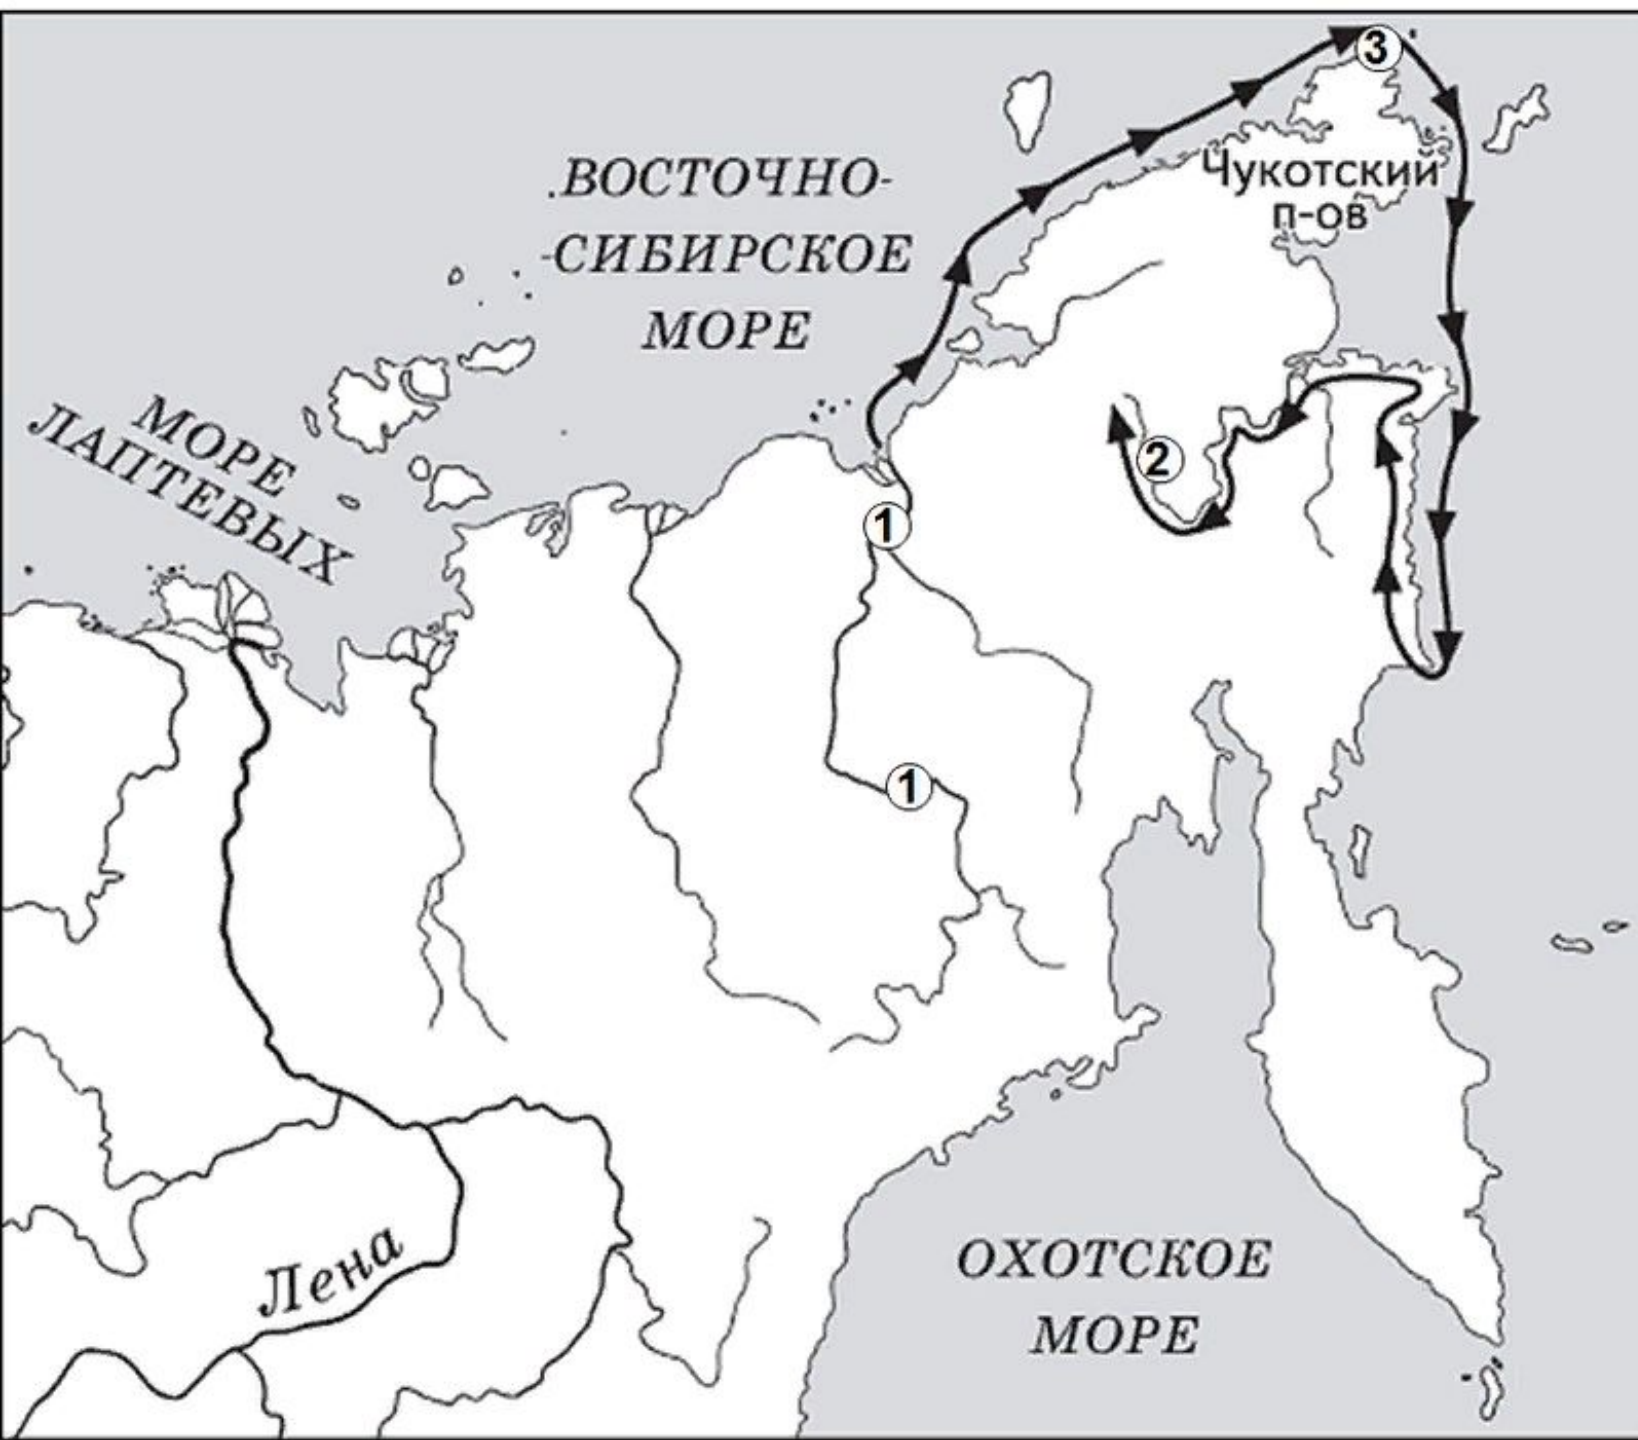 3
.ВОСТОЧНО-
-СИБИРСКОЕ
МОРЕ
Чукотский
п-ов
МОРЕ
ЛАПТЕВЫХ
2
1
1
Лена
ОХОТСКОЕ
МОРЕ